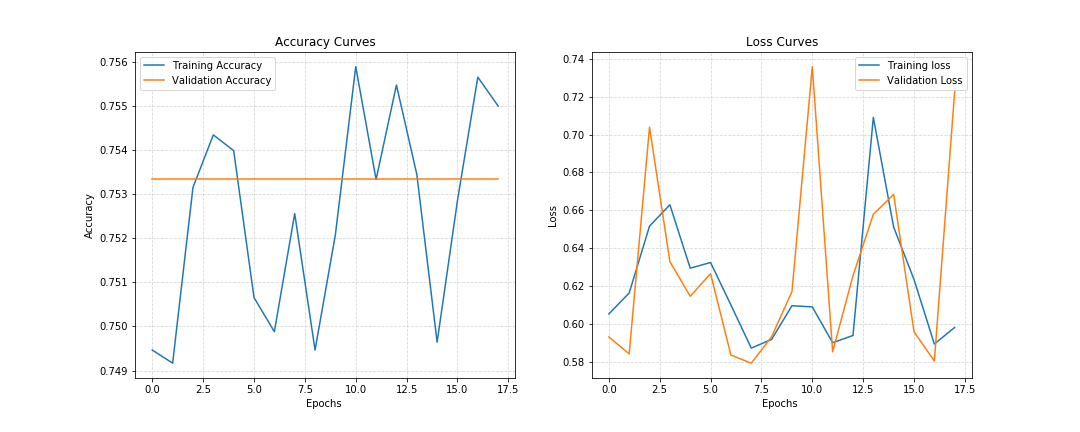 Accuracy Curves
Training Accuracy
Validation Accuracy
0.756
0.755
0.754
0.753
0.752
0.751
0.750
0.749
Accuracy
0.0 2.5 5.0 7.5 10.0 12.5 15.0 17.5
Epochs
Loss Curves
Training loss
Validation Loss
0.74
0.72
0.70
0.68
0.66
0.64
0.62
0.60
0.58
Loss
0.0 2.5 5.0 7.5 10.0 12.5 15.0 17.5
Epochs